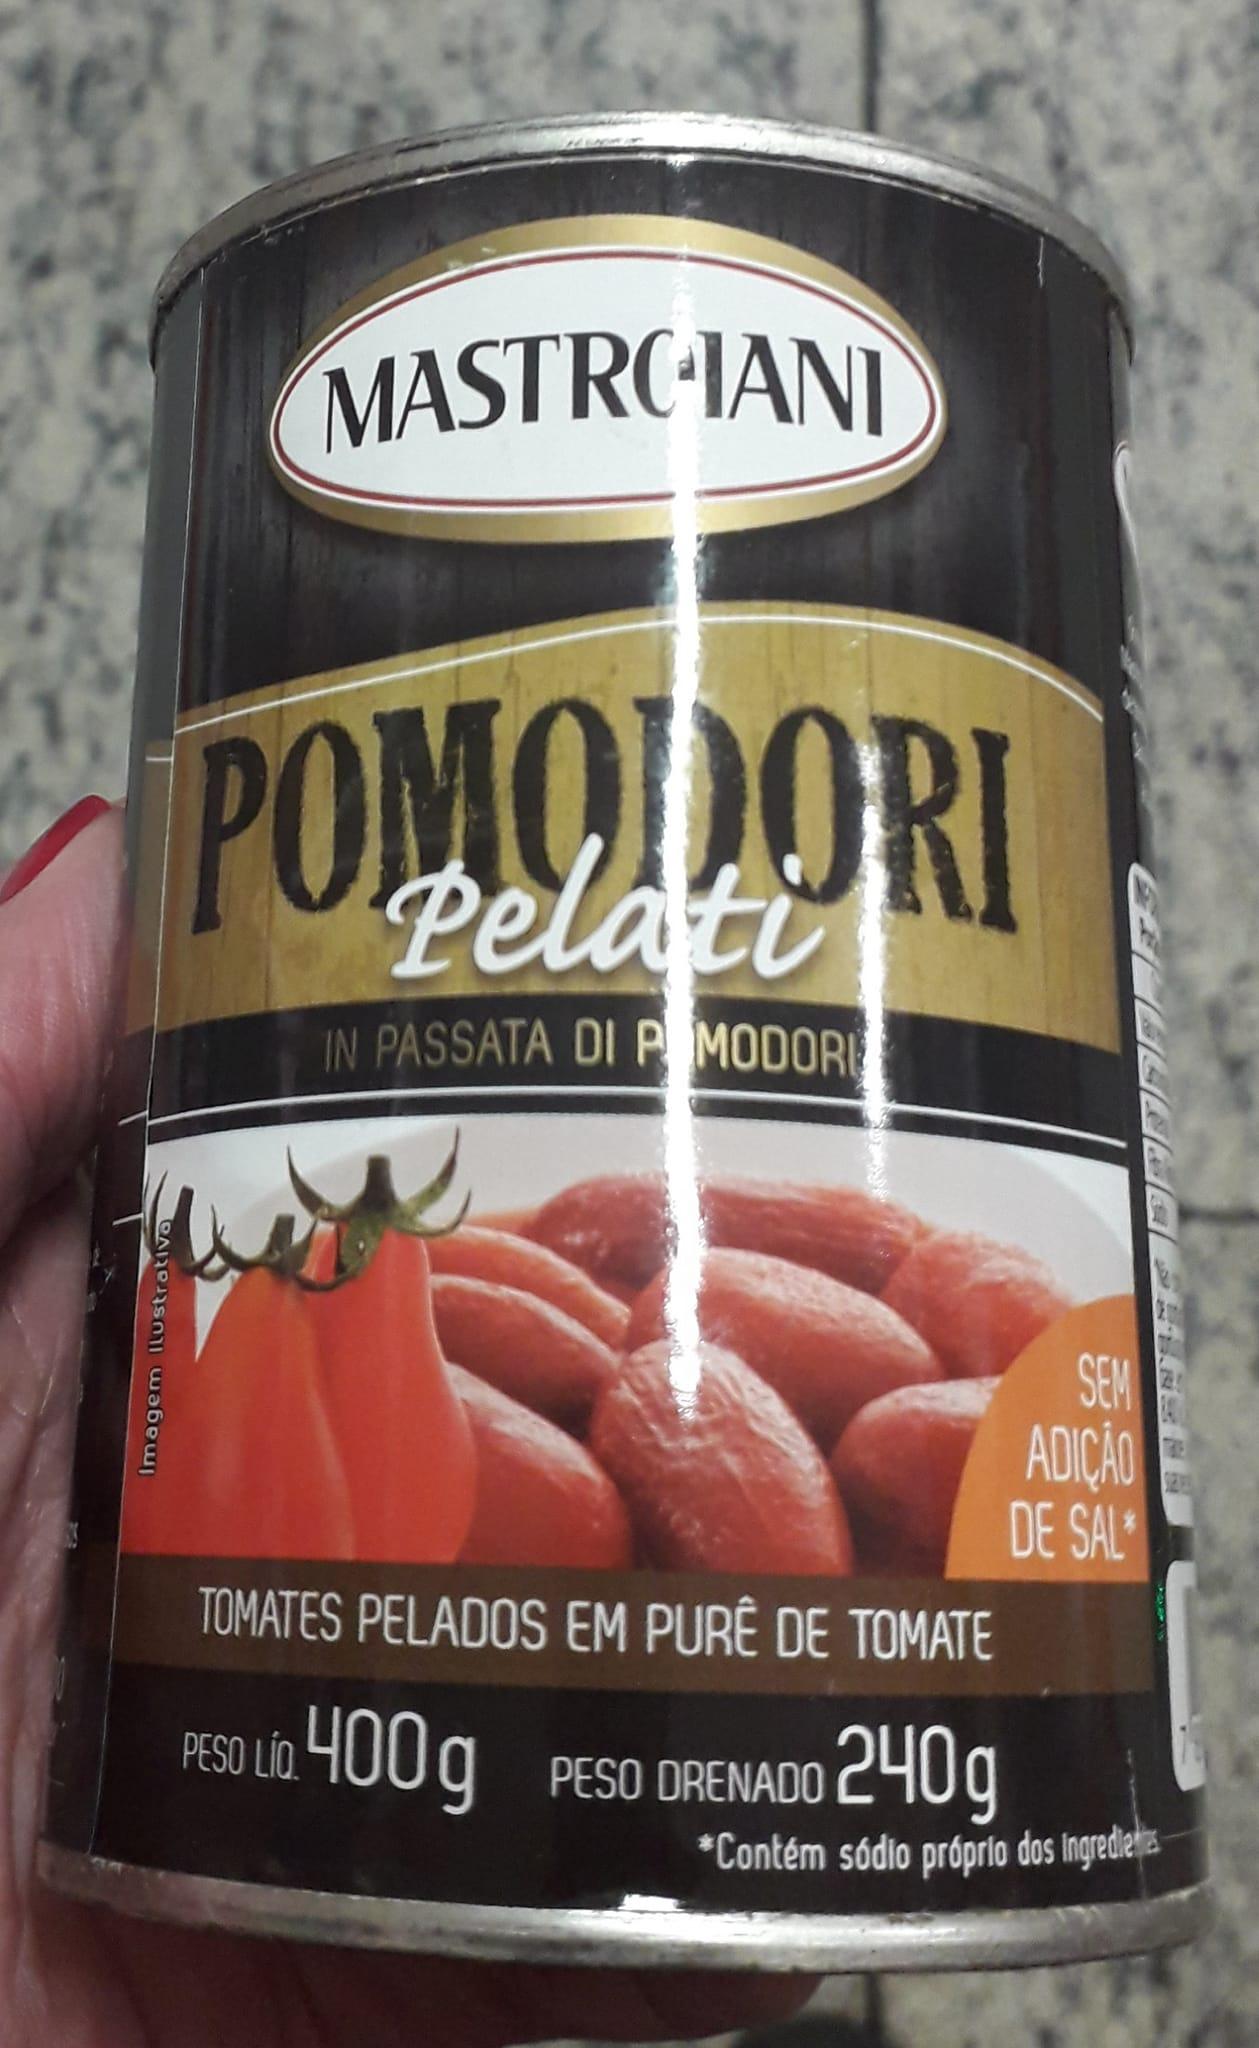 MASTROIANI
POMODORI
Pelati
IN PASSATA DI POMODORI
Imagem ilustrativa
SEM
ADIÇÃO
DE SAL*
TOMATES PELADOS EM PURÊ DE TOMATE
PESO LÍQ. 400g PESO DRENADO 240g
*Contém sódio próprio dos ingredientes.